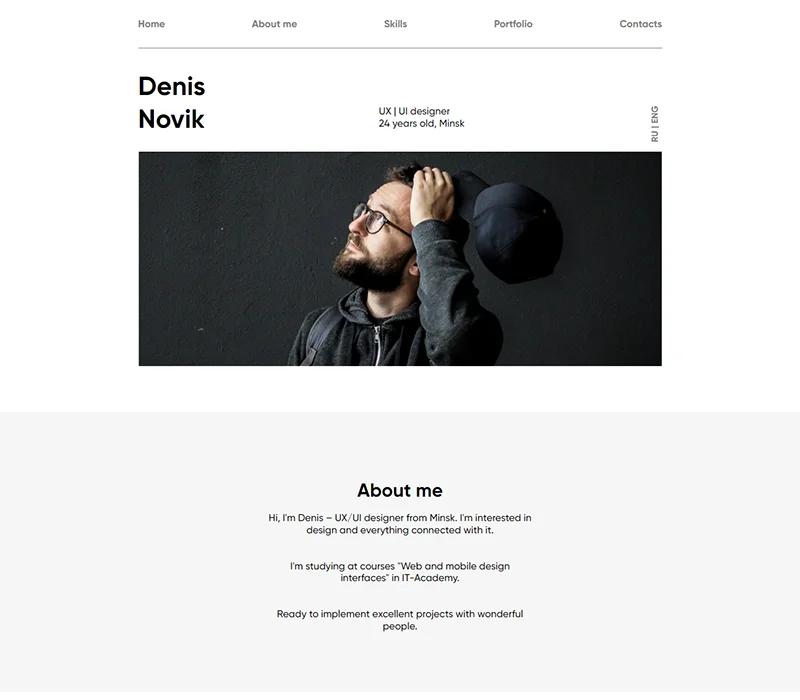 Home About me Skills Portfolio Contacts
Denis
Novik
UX | UI designer
24 years old, Minsk
RU | ENG
About me
Hi, I'm Denis – UX/UI designer from Minsk. I'm interested in
design and everything connected with it.
I'm studying at courses "Web and mobile design
interfaces" in IT-Academy.
Ready to implement excellent projects with wonderful
people.